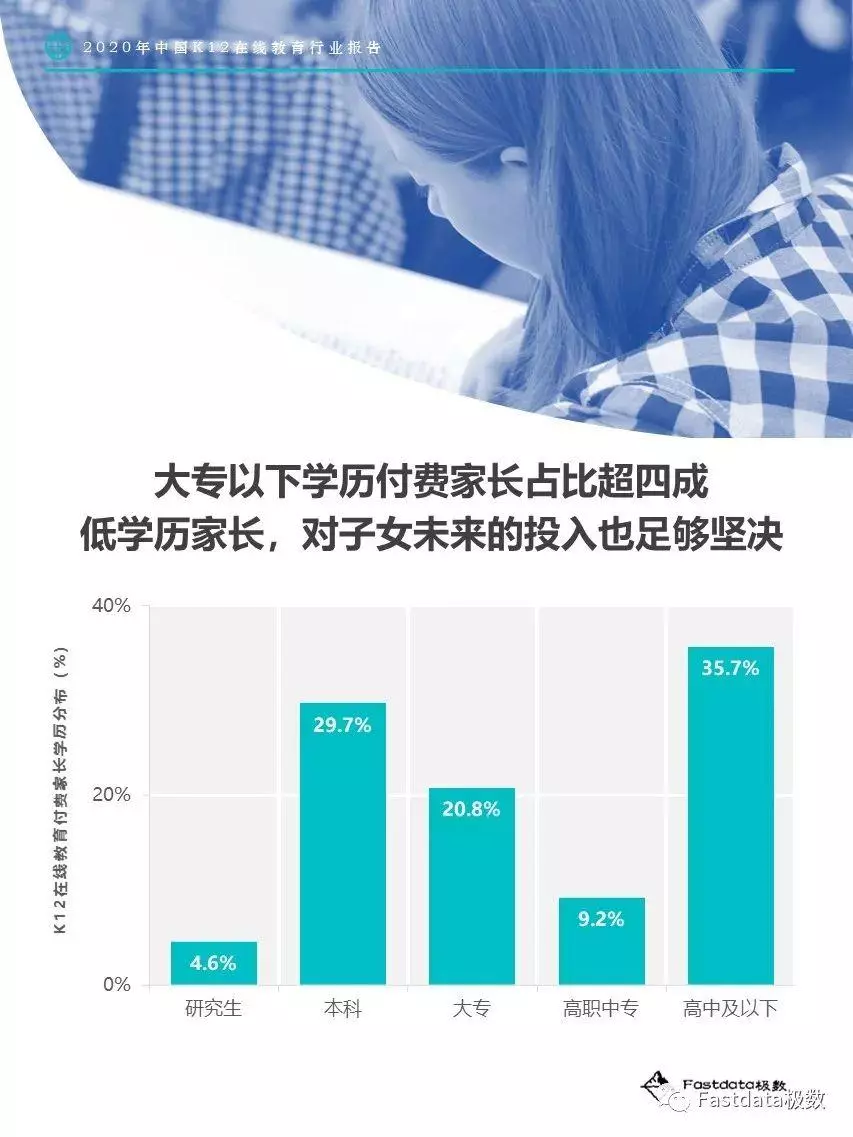 2020年中国K12在线教育行业报告
大专以下学历付费家长占比超四成
低学历家长，对子女未来的投入也足够坚决
K12在线教育付费家长学历分布（%）
40%
20%
0%
4.6%
29.7%
20.8%
9.2%
35.7%
研究生
本科
大专
高职中专
高中及以下
Fastdata极数
Fastdata极数